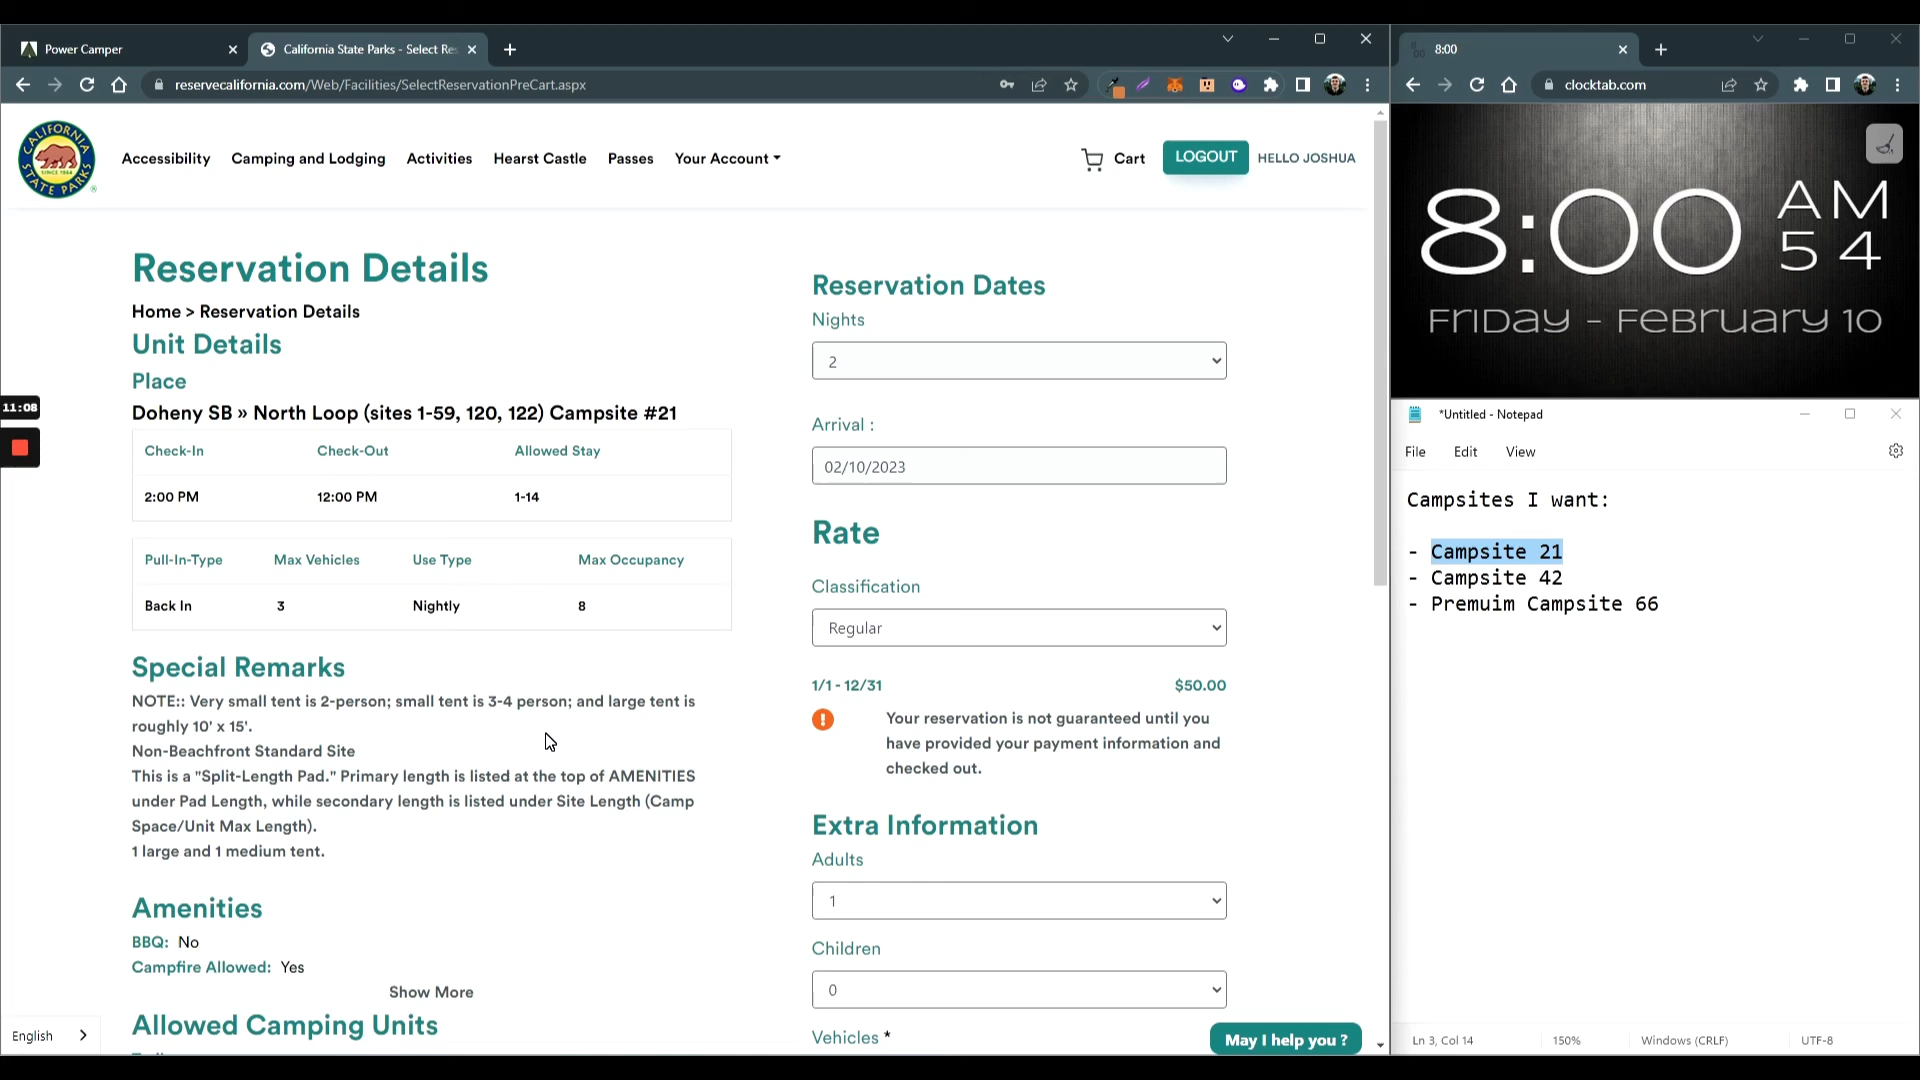 Power Camper
California State Parks - Select Res
reservecalifornia.com/Web/Facilities/SelectReservationPreCart.aspx
CALIFORNIA STATE PARKS
SINCE 1864
Accessibility
Camping and Lodging
Activities
Hearst Castle
Passes
Your Account
Cart
LOGOUT
HELLO JOSHUA
Reservation Details
Home > Reservation Details
Unit Details
Place
Doheny SB » North Loop (sites 1-59, 120, 122) Campsite #21
Check-In Check-Out Allowed Stay
2:00 PM 12:00 PM 1-14
Pull-In-Type Max Vehicles Use Type Max Occupancy
Back In 3 Nightly 8
Special Remarks
NOTE:: Very small tent is 2-person; small tent is 3-4 person; and large tent is
roughly 10' x 15'.
Non-Beachfront Standard Site
This is a "Split-Length Pad." Primary length is listed at the top of AMENITIES
under Pad Length, while secondary length is listed under Site Length (Camp
Space/Unit Max Length).
1 large and 1 medium tent.
Amenities
BBQ: No
Campfire Allowed: Yes
Show More
Allowed Camping Units
English
11:08
Reservation Dates
Nights
2
Arrival :
02/10/2023
Rate
Classification
Regular
1/1 - 12/31 $50.00
Your reservation is not guaranteed until you
have provided your payment information and
checked out.
Extra Information
Adults
1
Children
0
Vehicles *
May I help you ?
8:00
clocktab.com
8:00 AM
54
Friday - February 10
*Untitled - Notepad
File Edit View
Campsites I want:
- Campsite 21
- Campsite 42
- Premuim Campsite 66
Ln 3, Col 14 150% Windows (CRLF) UTF-8